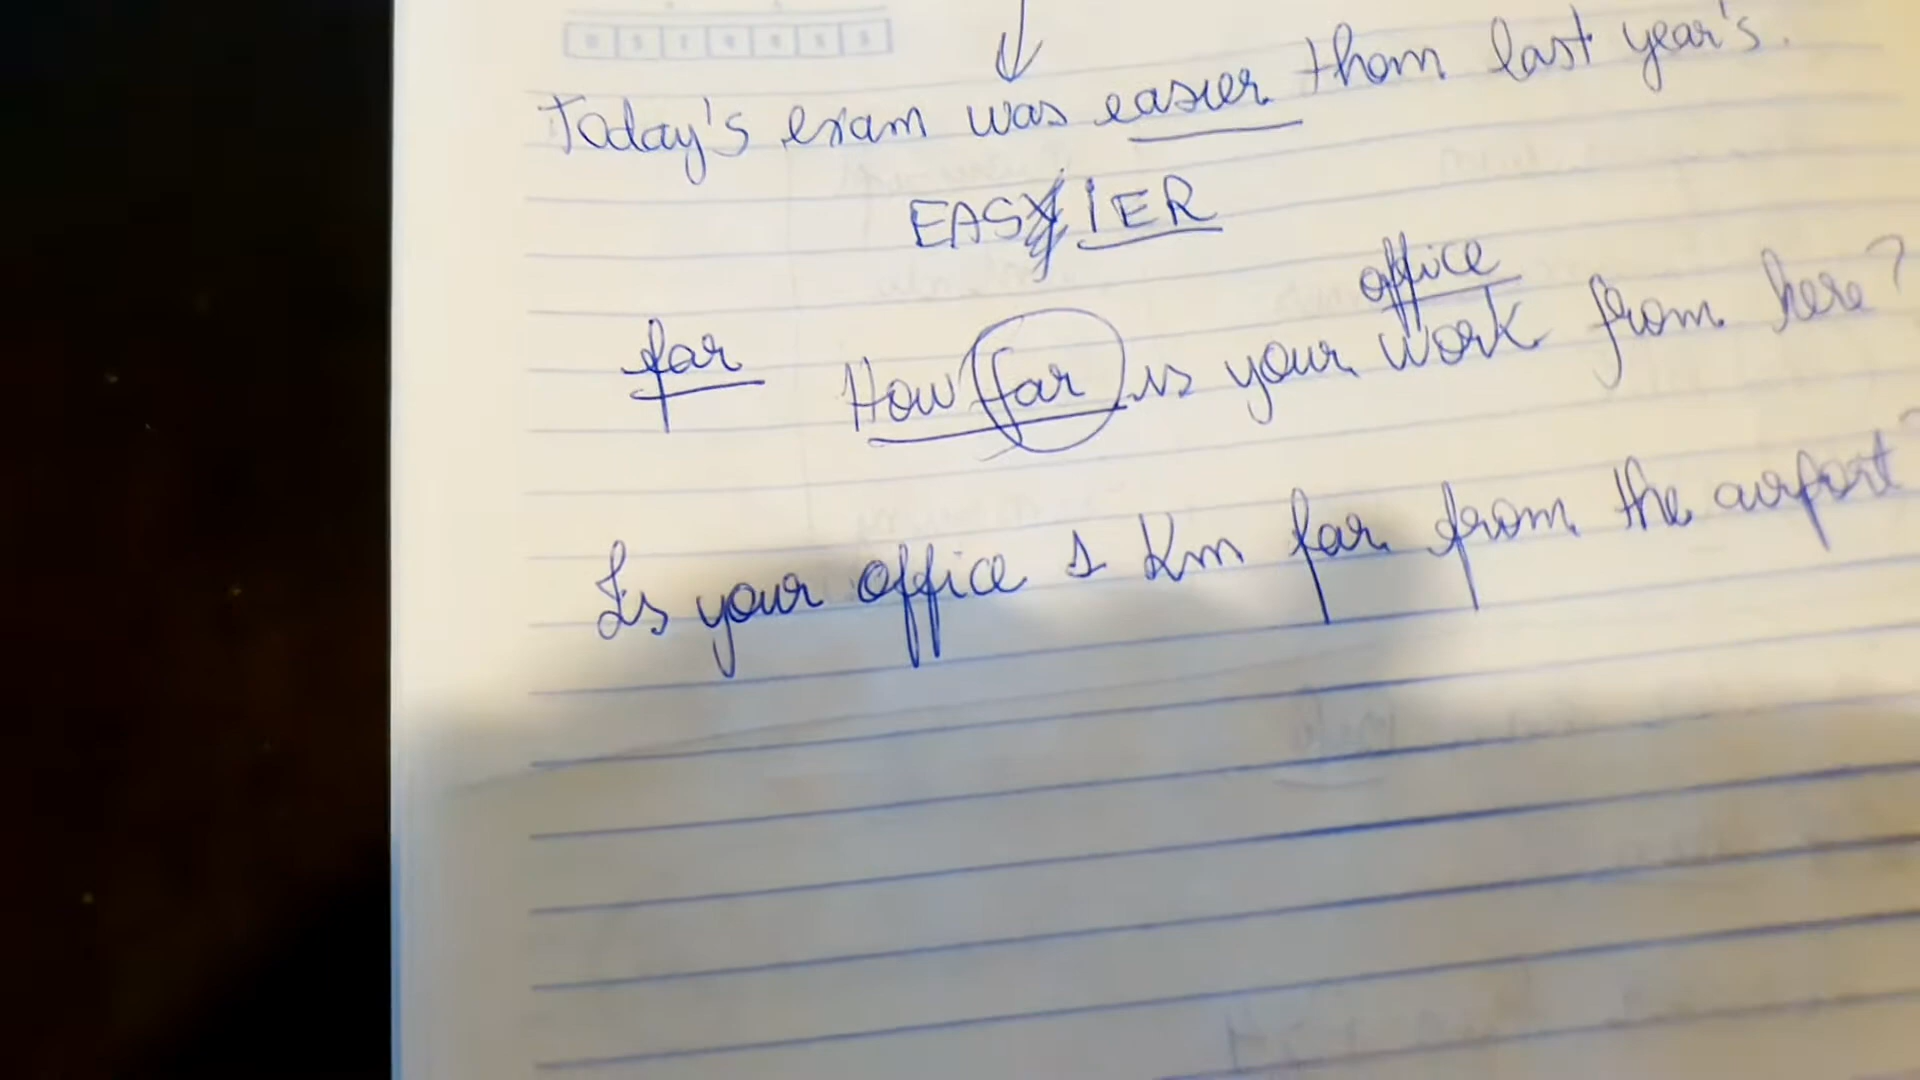 Today's exam was easier than last year's.
EASYIER
office
far How far is your work from here?
Is your office 1 Km far from the airport?